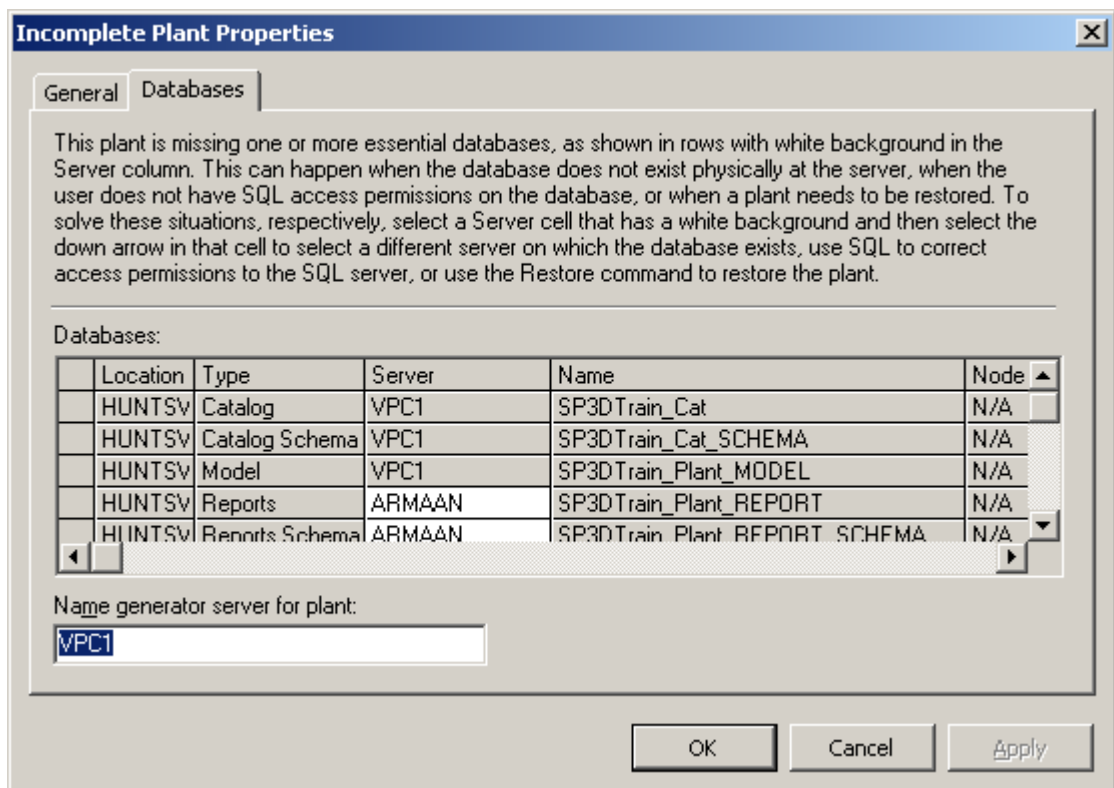 Incomplete Plant Properties
General Databases
This plant is missing one or more essential databases, as shown in rows with white background in the
Server column. This can happen when the database does not exist physically at the server, when the
user does not have SQL access permissions on the database, or when a plant needs to be restored. To
solve these situations, respectively, select a Server cell that has a white background and then select the
down arrow in that cell to select a different server on which the database exists, use SQL to correct
access permissions to the SQL server, or use the Restore command to restore the plant.
Databases:
Location Type Server Name Node
HUNTSV Catalog VPC1 SP3DTrain_Cat N/A
HUNTSV Catalog Schema VPC1 SP3DTrain_Cat_SCHEMA N/A
HUNTSV Model VPC1 SP3DTrain_Plant_MODEL N/A
HUNTSV Reports ARMAAN SP3DTrain_Plant_REPORT N/A
HUNTSV Reports Schema ARMAAN SP3DTrain_Plant_REPORT_SCHEMA N/A
Name generator server for plant:
VPC1
OK Cancel Apply